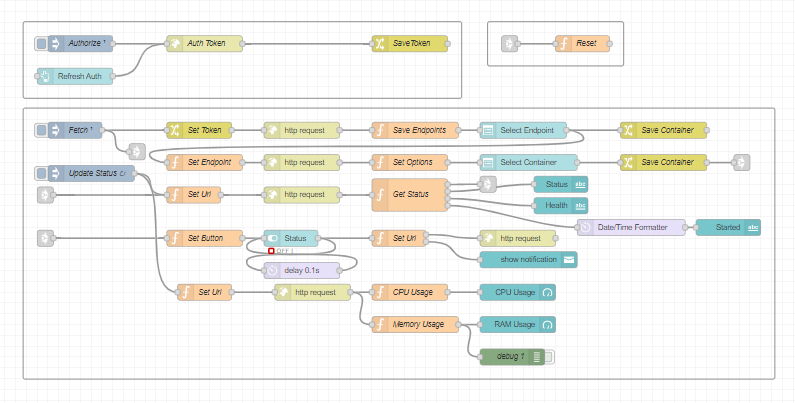 Authorize ¹
Auth Token
SaveToken
Reset
Refresh Auth
Fetch ¹
Set Token
http request
Save Endpoints
Select Endpoint
Save Container
Set Endpoint
http request
Set Options
Select Container
Save Container
Update Status ↻
Set Url
http request
Get Status
Status
abc
Health
abc
Date/Time Formatter
Started
abc
Set Button
Status
OFF
Set Url
http request
show notification
delay 0.1s
Set Url
http request
CPU Usage
CPU Usage
Memory Usage
RAM Usage
debug 1